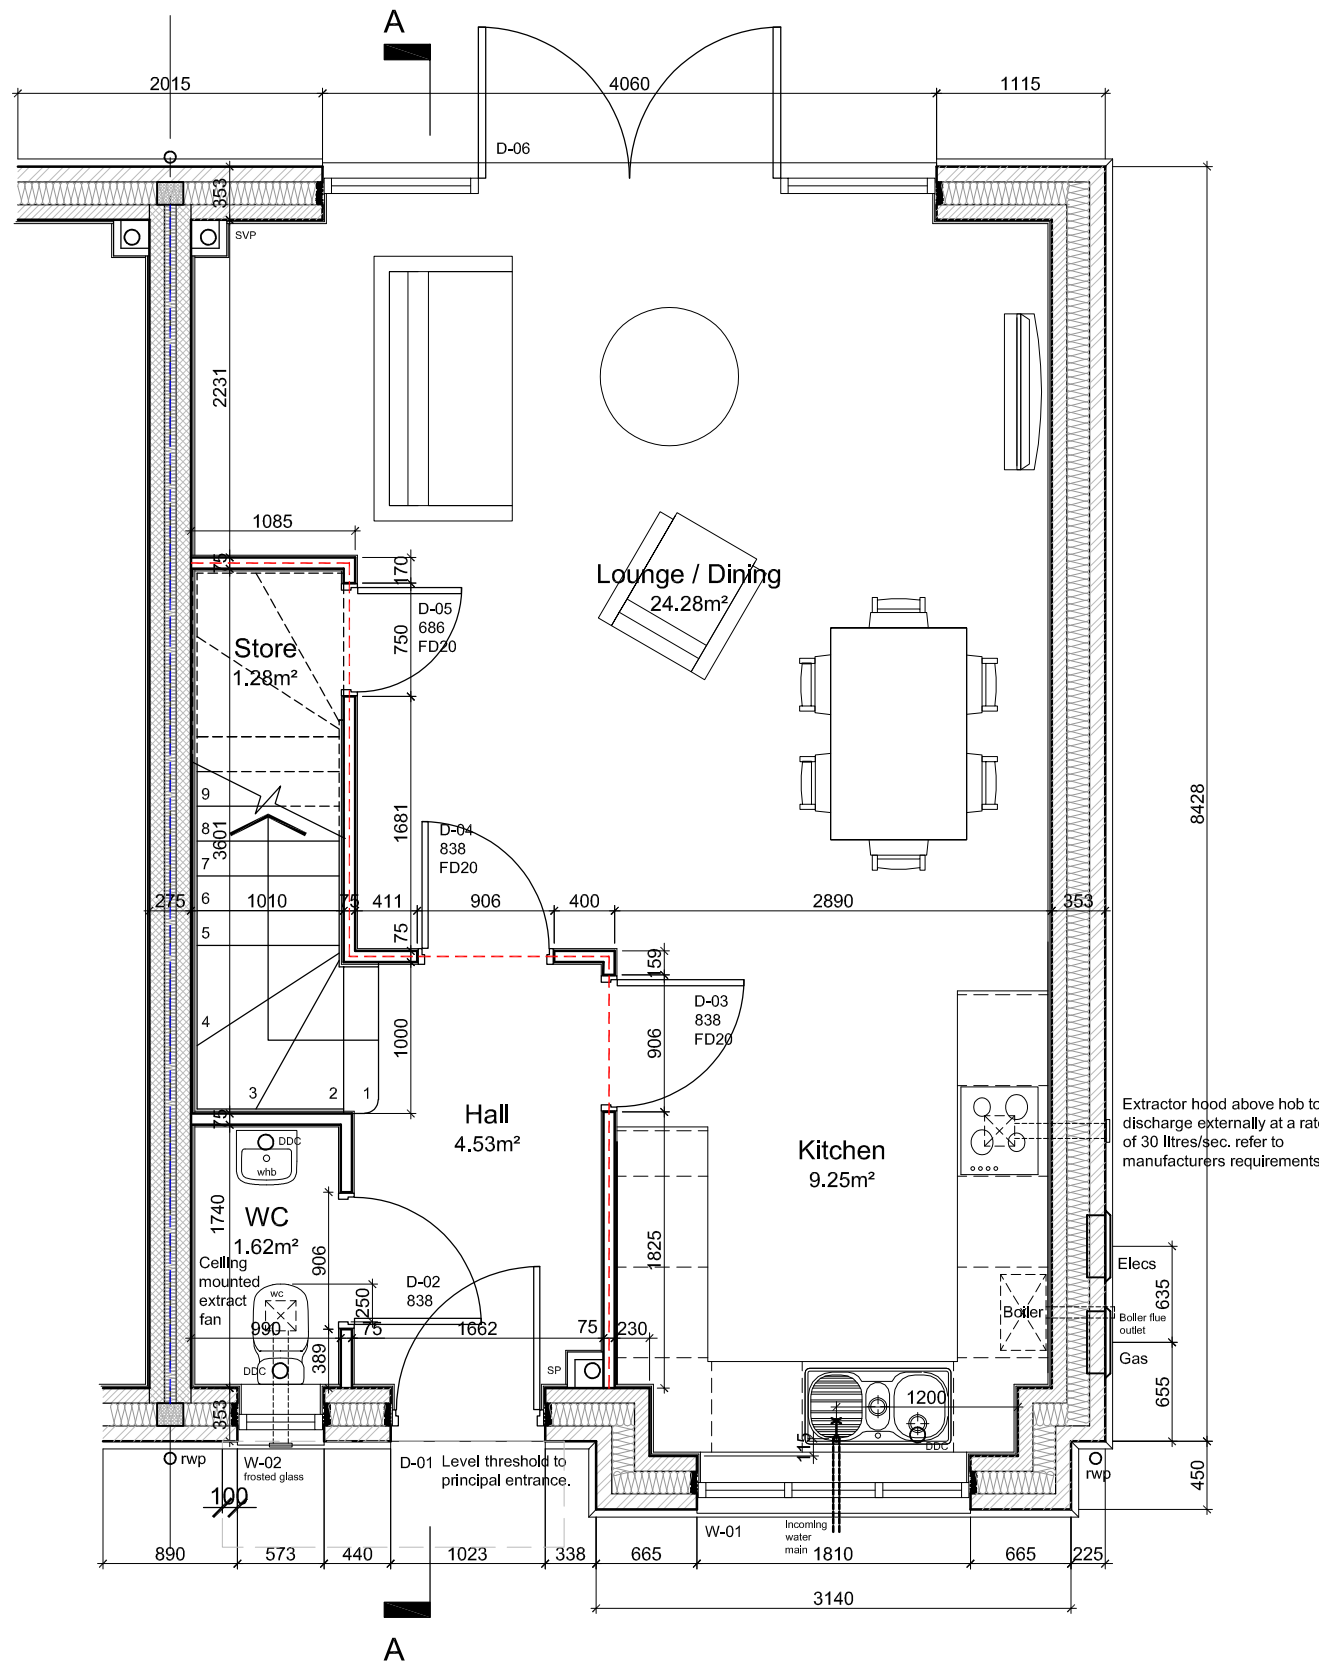 A
2015
4060
1115
D-06
353
SVP
2231
1085
75
170
Lounge / Dining
24.28m²
D-05
686
FD20
750
Store
1.28m²
9
8
7
6
5
4
3
2
1
3601
1681
D-04
838
FD20
8428
275
1010
75
411
906
400
2890
353
75
159
D-03
838
FD20
906
1000
Hall
4.53m²
Kitchen
9.25m²
Extractor hood above hob to
discharge externally at a rate
of 30 litres/sec. refer to
manufacturers requirements
75
DDC
whb
1740
WC
1.62m²
906
Ceiling
mounted
extract
fan
wc
250
D-02
838
1825
Elecs
635
Boiler
Boiler flue
outlet
Gas
655
990
75
1662
75
230
389
DDC
SP
1200
115
DDC
353
rwp
W-02
frosted glass
D-01
Level threshold to
principal entrance.
rwp
450
100
W-01
Incoming
water
main
890
573
440
1023
338
665
1810
665
225
3140
A